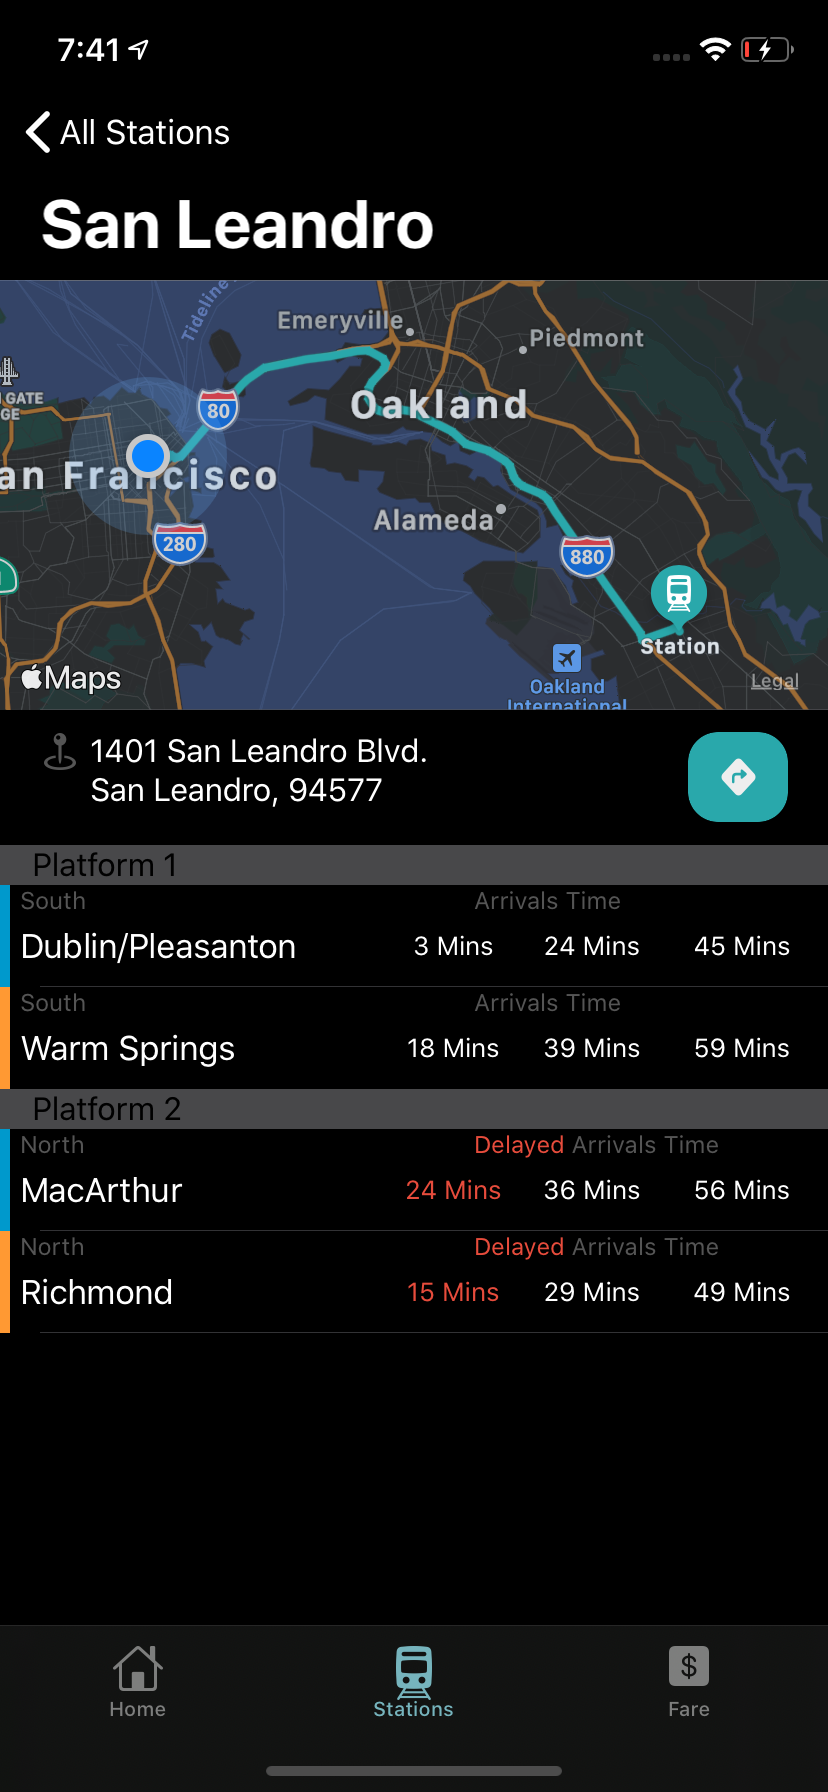 7:41
All Stations
San Leandro
Tideline
Emeryville
Piedmont
GATE
GE
80
Oakland
an Francisco
Alameda
280
880
Station
Maps
Oakland
International
Legal
1401 San Leandro Blvd.
San Leandro, 94577
Platform 1
South Arrivals Time
Dublin/Pleasanton 3 Mins 24 Mins 45 Mins
South Arrivals Time
Warm Springs 18 Mins 39 Mins 59 Mins
Platform 2
North Delayed Arrivals Time
MacArthur 24 Mins 36 Mins 56 Mins
North Delayed Arrivals Time
Richmond 15 Mins 29 Mins 49 Mins
$
Home Stations Fare